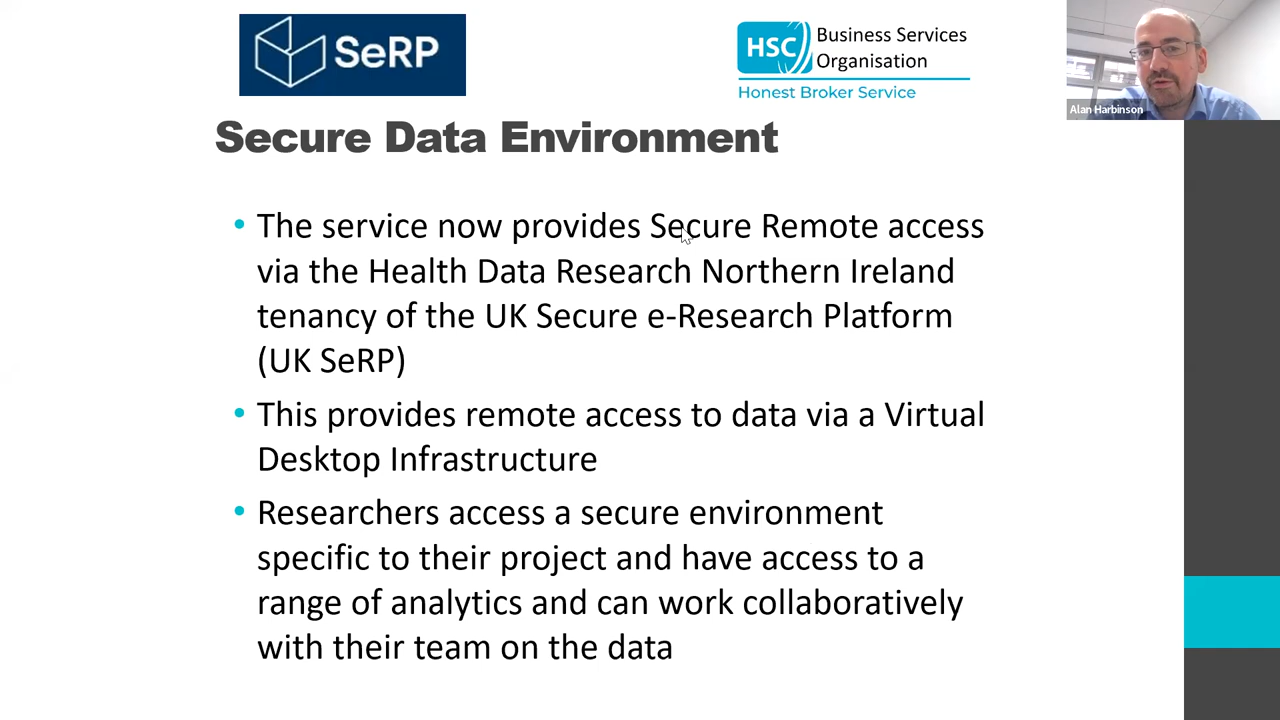 SeRP
HSC
Business Services
Organisation
Honest Broker Service
Alan Harbinson
Secure Data Environment
• The service now provides Secure Remote access
via the Health Data Research Northern Ireland
tenancy of the UK Secure e-Research Platform
(UK SeRP)
• This provides remote access to data via a Virtual
Desktop Infrastructure
• Researchers access a secure environment
specific to their project and have access to a
range of analytics and can work collaboratively
with their team on the data